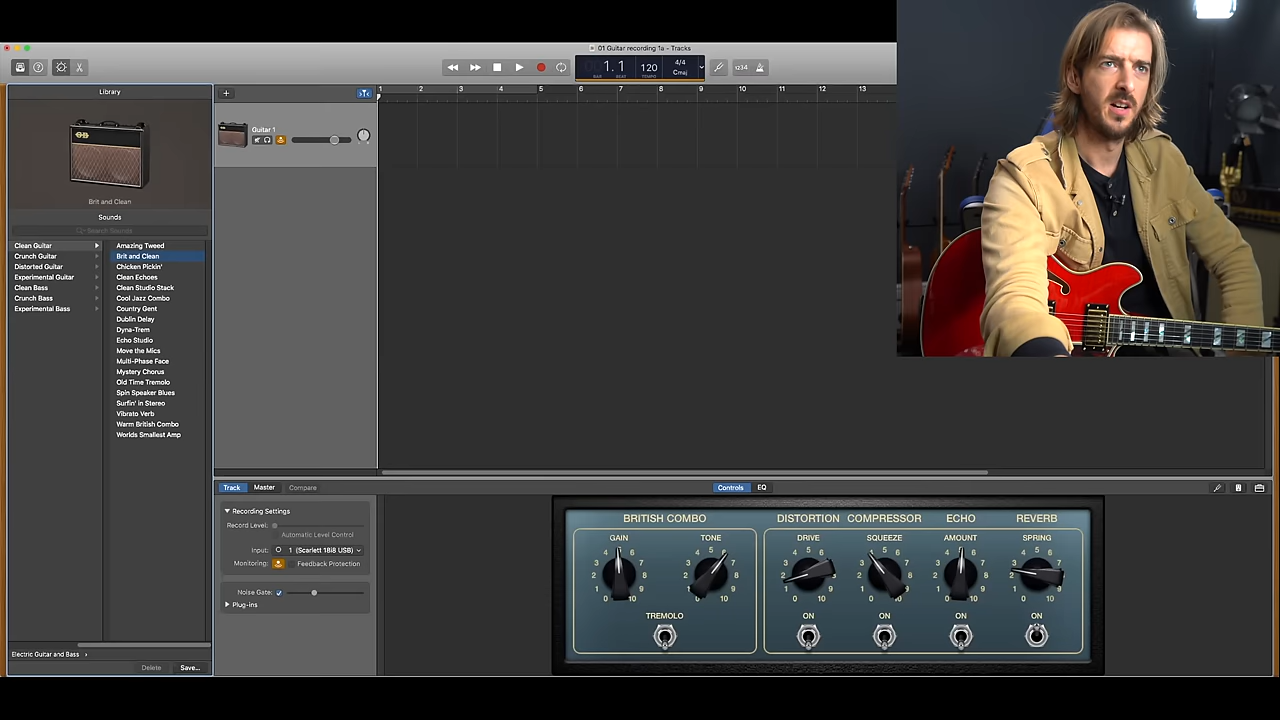 01 Guitar recording 1a - Tracks
1.1
BAR
BEAT
120
TEMPO
4/4
Cmaj
1234
Library
1 2 3 4 5 6 7 8 9 10 11 12 13
Guitar 1
Brit and Clean
Sounds
Search Sounds
Clean Guitar
Crunch Guitar
Distorted Guitar
Experimental Guitar
Clean Bass
Crunch Bass
Experimental Bass
Amazing Tweed
Brit and Clean
Chicken Pickin'
Clean Echoes
Clean Studio Stack
Cool Jazz Combo
Country Gent
Dublin Delay
Dyna-Trem
Echo Studio
Move the Mics
Multi-Phase Face
Mystery Chorus
Old Time Tremolo
Spin Speaker Blues
Surfin' in Stereo
Vibrato Verb
Warm British Combo
Worlds Smallest Amp
Electric Guitar and Bass
Delete Save...
Track Master Compare
Controls EQ
Recording Settings
Record Level:
Automatic Level Control
Input: 1 (Scarlett 18i8 USB)
Monitoring: Feedback Protection
Noise Gate:
Plug-ins
BRITISH COMBO DISTORTION COMPRESSOR ECHO REVERB
GAIN TONE DRIVE SQUEEZE AMOUNT SPRING
TREMOLO ON ON ON ON